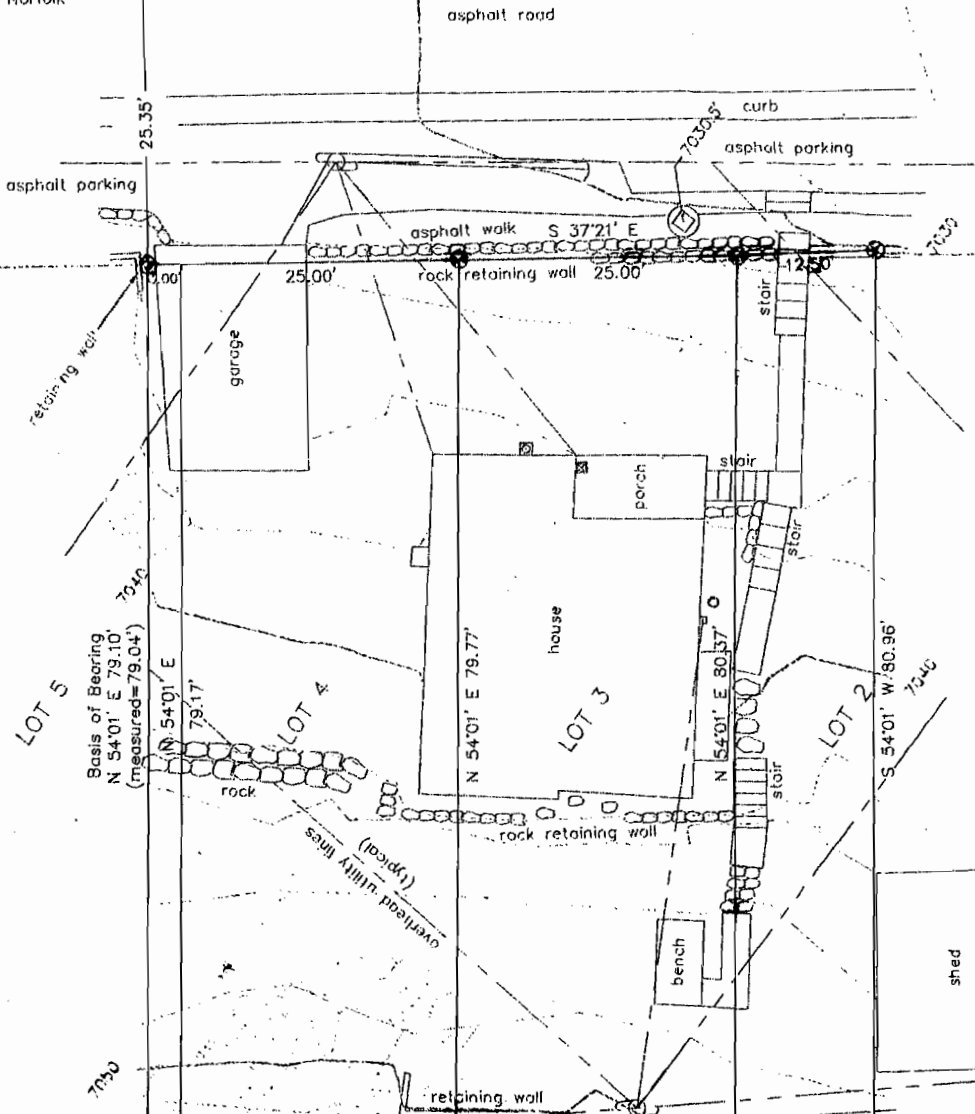 Norfolk
asphalt road
25.35'
curb
7030.5'
asphalt parking
asphalt parking
asphalt walk
S 37°21' E
7030
25.00'
rock retaining wall
25.00'
12.50'
stair
retaining wall
garage
stair
porch
stair
7040
house
Basis of Bearing
N 54°01' E 79.10'
(measured=79.04')
N 54°01' E
79.17'
N 54°01' E 79.77'
N 54°01' E 80.37'
S 54°01' W 80.96'
7040
LOT 5
LOT 4
LOT 3
LOT 2
rock
stair
rock retaining wall
overhead utility lines
(typical)
bench
shed
7050
retaining wall